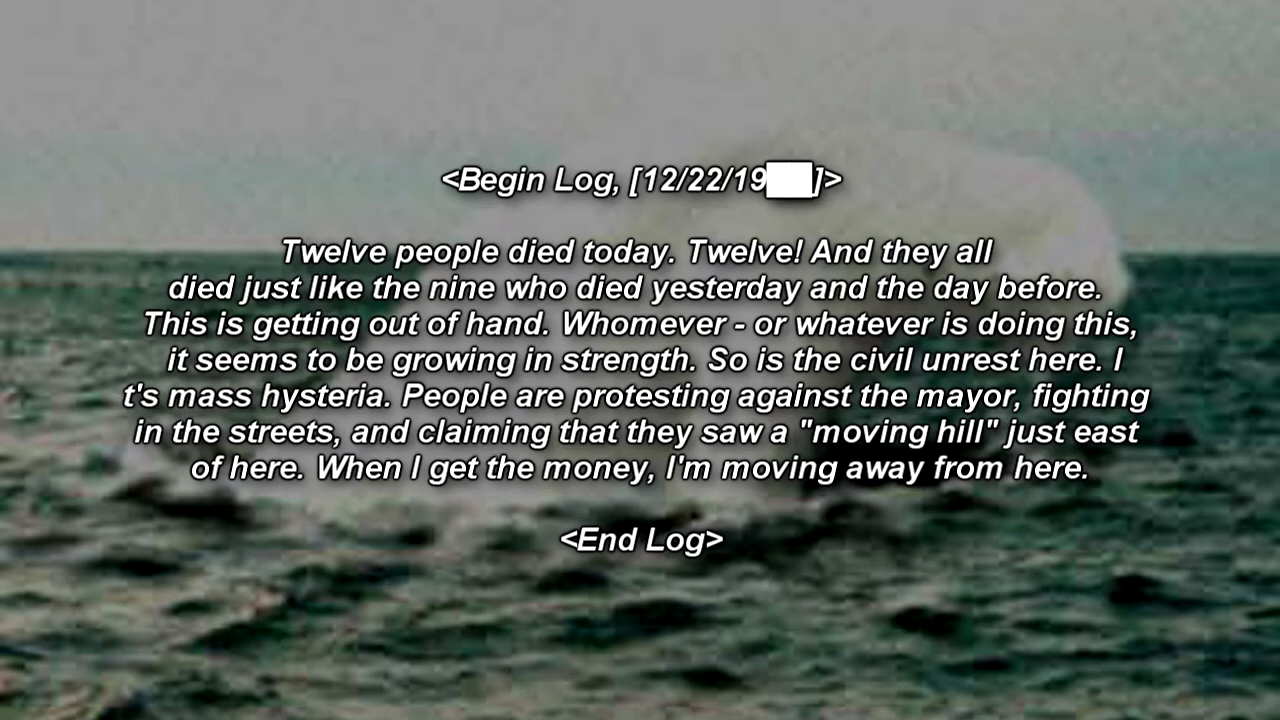 <Begin Log, [12/22/19██]>
Twelve people died today. Twelve! And they all
died just like the nine who died yesterday and the day before.
This is getting out of hand. Whomever - or whatever is doing this,
it seems to be growing in strength. So is the civil unrest here. I
t's mass hysteria. People are protesting against the mayor, fighting
in the streets, and claiming that they saw a "moving hill" just east
of here. When I get the money, I'm moving away from here.
<End Log>